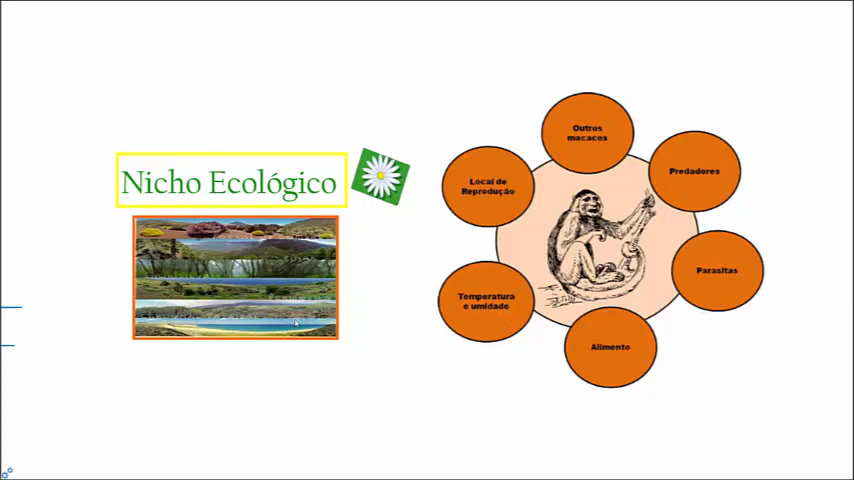 Nicho Ecológico
Outros
macacos
Predadores
Parasitas
Alimento
Temperatura
e umidade
Local de
Reprodução